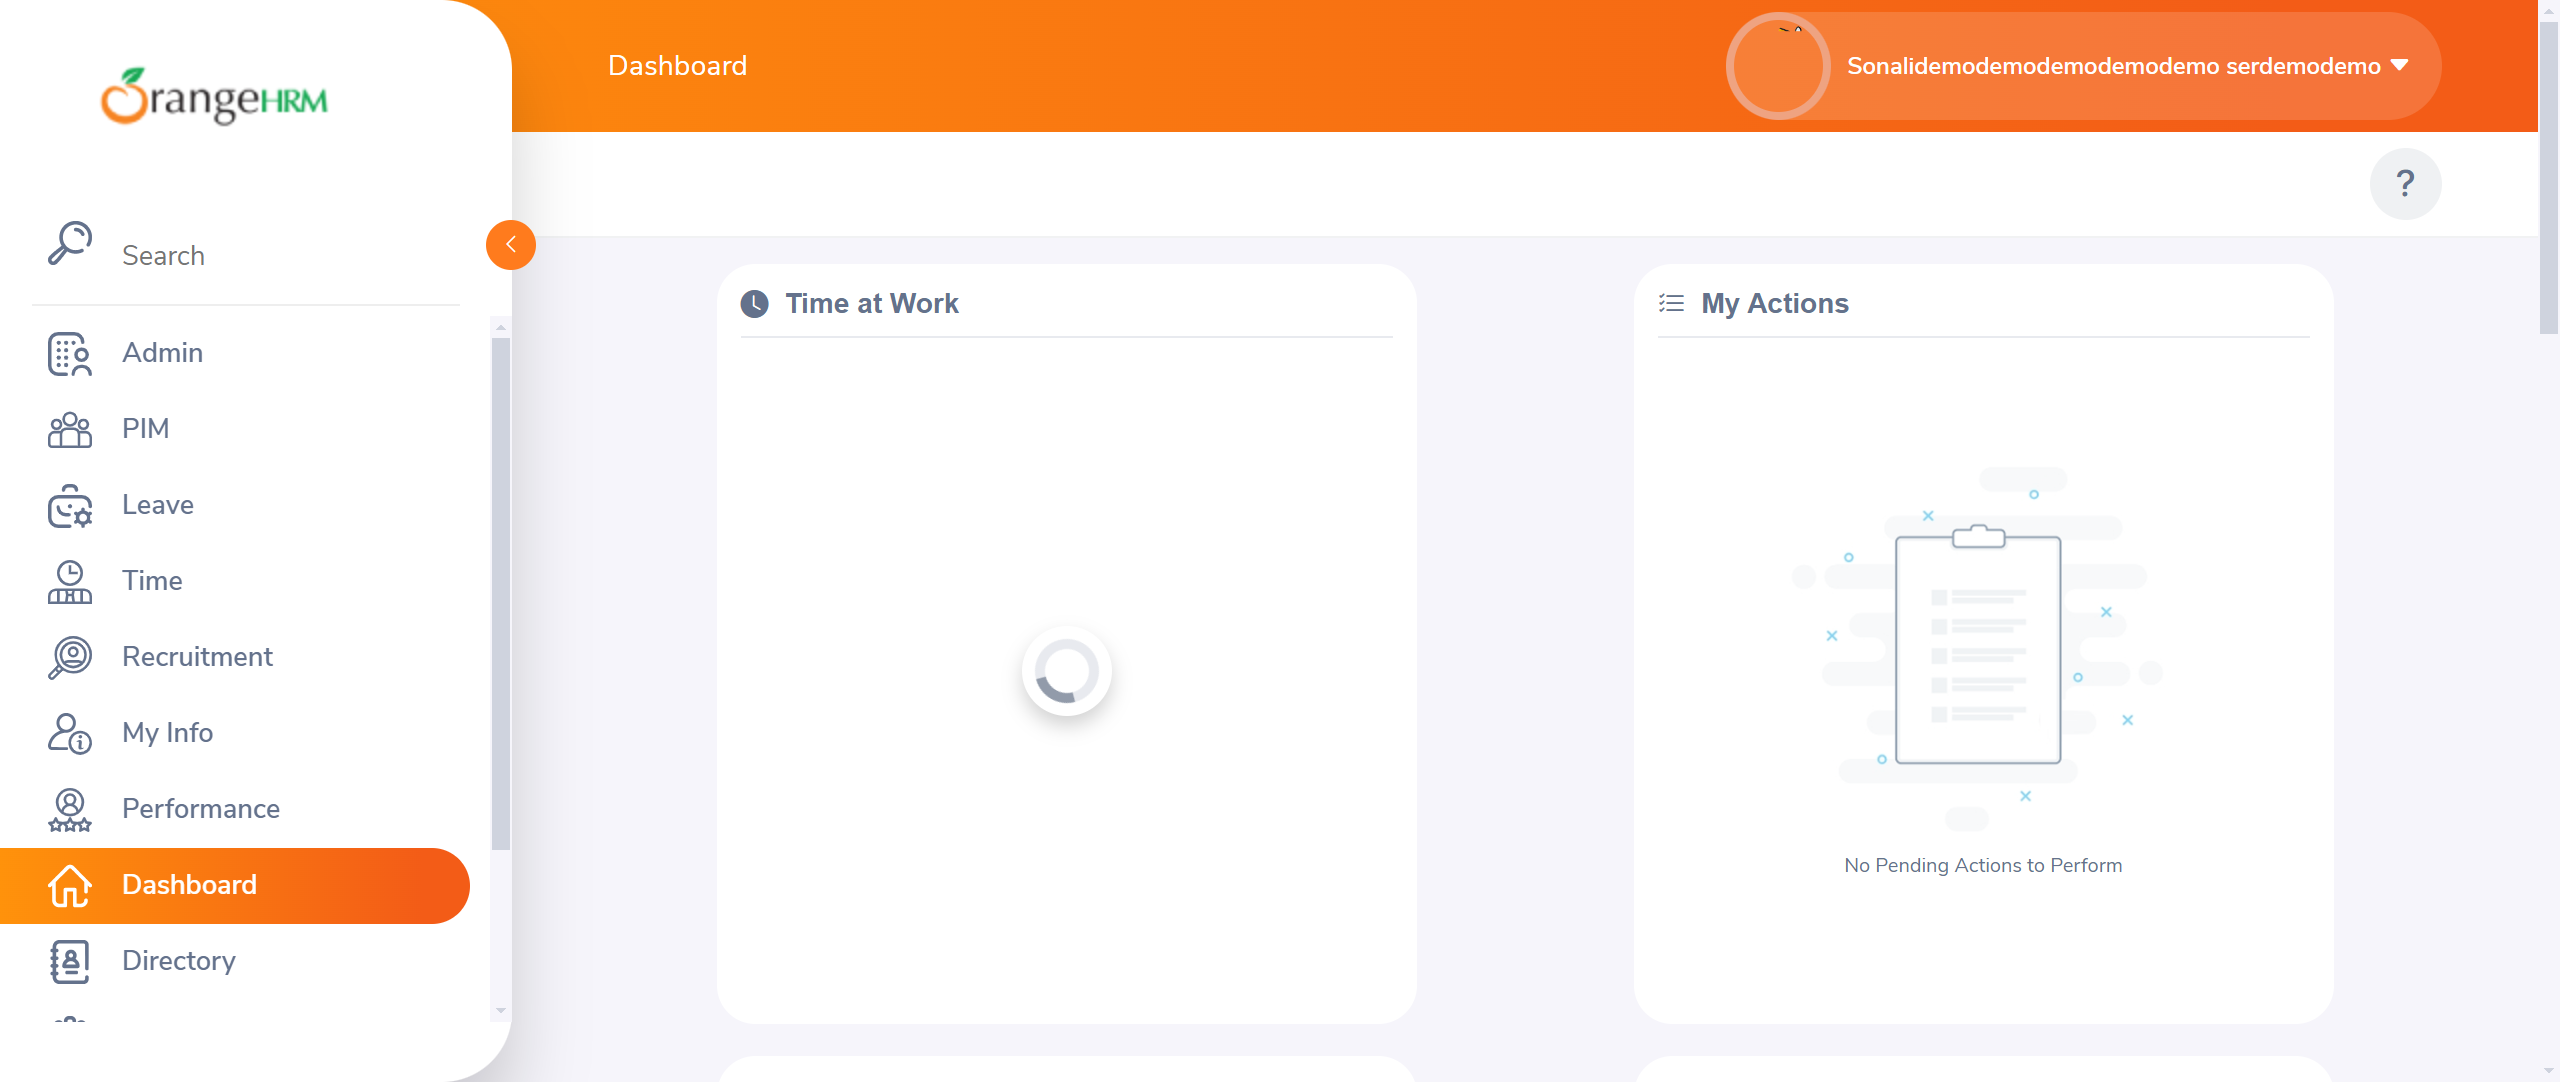 OrangeHRM
Dashboard
Sonalidemodemodemodemodemo serdemodemo
?
Search
Admin
PIM
Leave
Time
Recruitment
My Info
Performance
Dashboard
Directory
Time at Work
My Actions
No Pending Actions to Perform